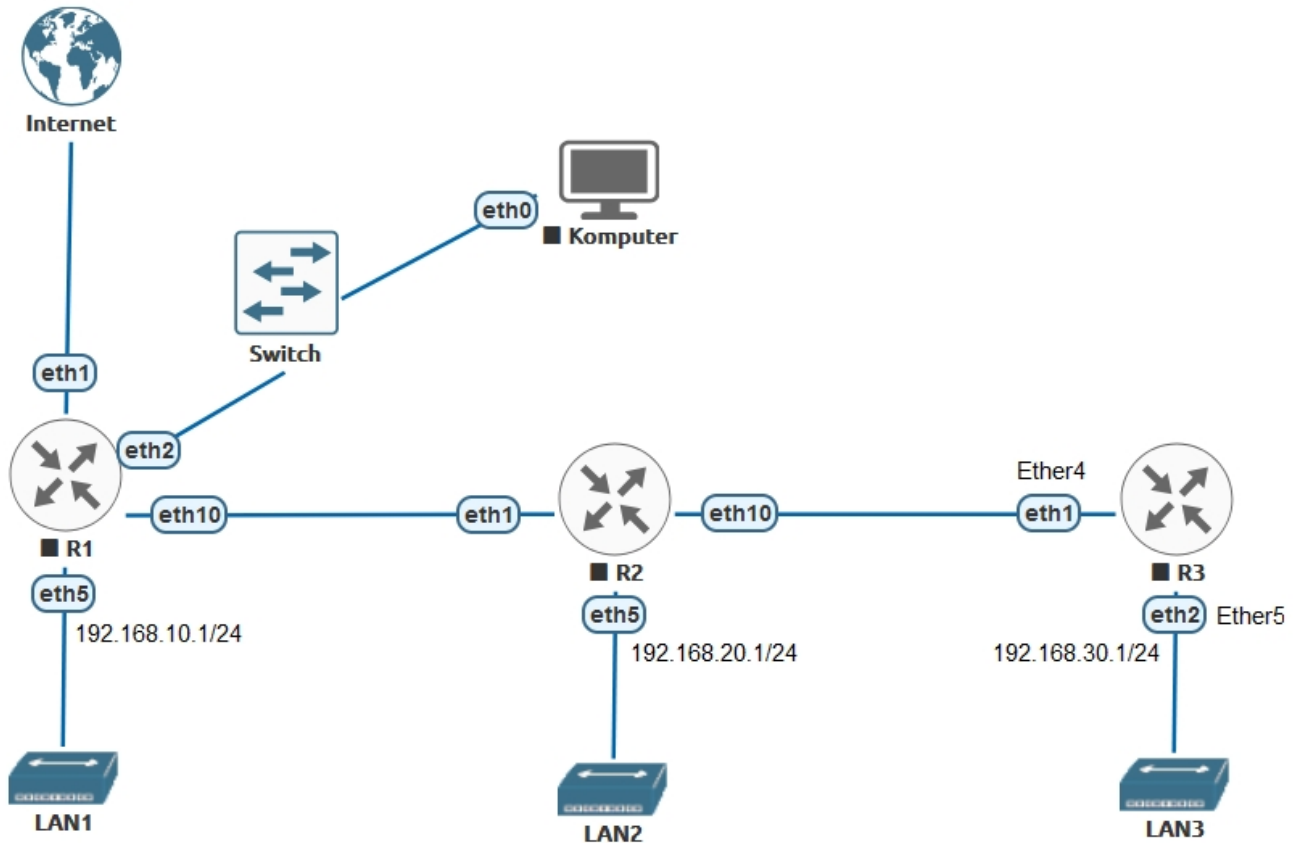 Internet
eth0
Komputer
Switch
eth1
eth2
Ether4
eth10
eth1
eth10
eth1
R1
R2
R3
eth5
eth5
eth2
Ether5
192.168.10.1/24
192.168.20.1/24
192.168.30.1/24
LAN1
LAN2
LAN3